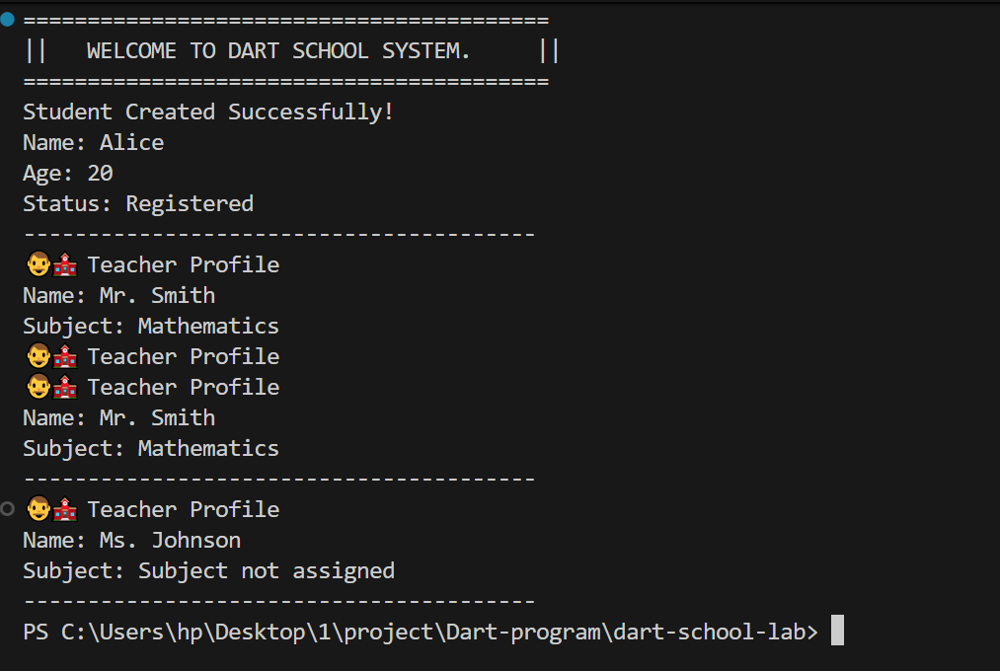 =========================================
||   WELCOME TO DART SCHOOL SYSTEM.     ||
=========================================
Student Created Successfully!
Name: Alice
Age: 20
Status: Registered
----------------------------------------
👨‍🏫 Teacher Profile
Name: Mr. Smith
Subject: Mathematics
👨‍🏫 Teacher Profile
👨‍🏫 Teacher Profile
Name: Mr. Smith
Subject: Mathematics
----------------------------------------
👨‍🏫 Teacher Profile
Name: Ms. Johnson
Subject: Subject not assigned
----------------------------------------
PS C:\Users\hp\Desktop\1\project\Dart-program\dart-school-lab>